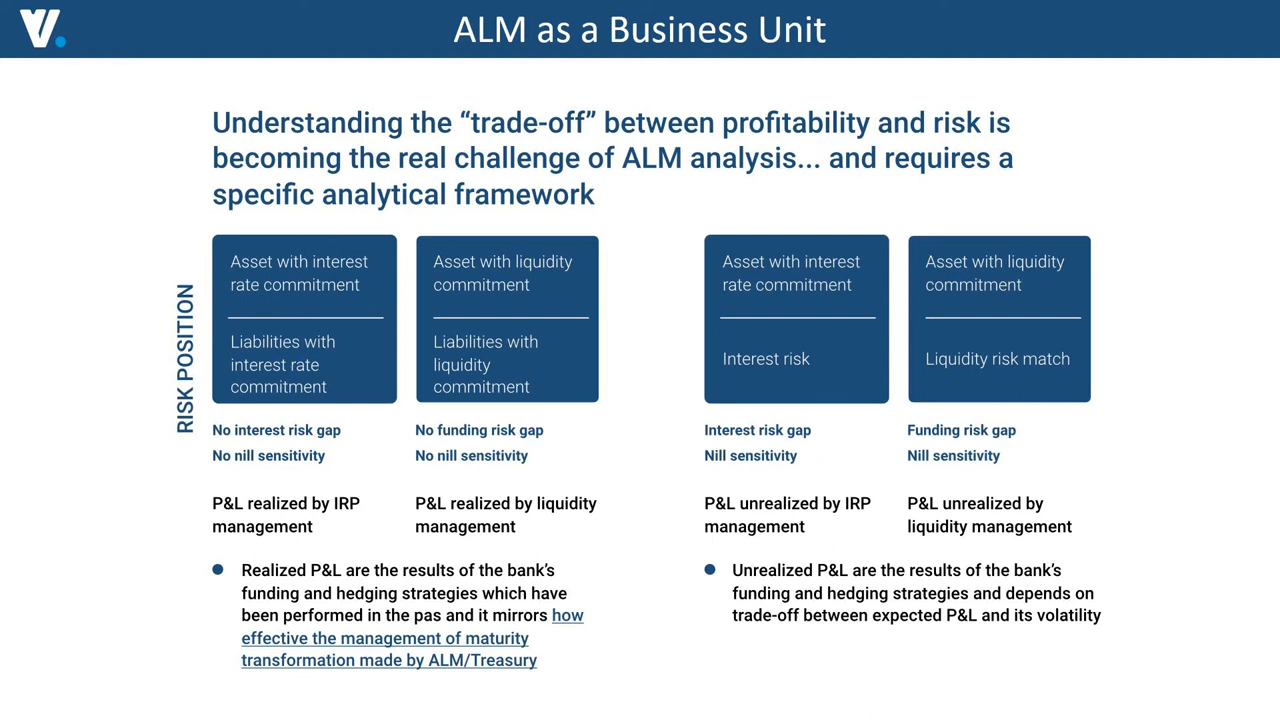 ALM as a Business Unit
Understanding the “trade-off” between profitability and risk is
becoming the real challenge of ALM analysis... and requires a
specific analytical framework
RISK POSITION
Asset with interest
rate commitment
Liabilities with
interest rate
commitment
Asset with liquidity
commitment
Liabilities with
liquidity
commitment
Asset with interest
rate commitment
Interest risk
Asset with liquidity
commitment
Liquidity risk match
No interest risk gap
No nill sensitivity
No funding risk gap
No nill sensitivity
Interest risk gap
Nill sensitivity
Funding risk gap
Nill sensitivity
P&L realized by IRP
management
P&L realized by liquidity
management
P&L unrealized by IRP
management
P&L unrealized by
liquidity management
Realized P&L are the results of the bank’s
funding and hedging strategies which have
been performed in the pas and it mirrors how
effective the management of maturity
transformation made by ALM/Treasury
Unrealized P&L are the results of the bank’s
funding and hedging strategies and depends on
trade-off between expected P&L and its volatility